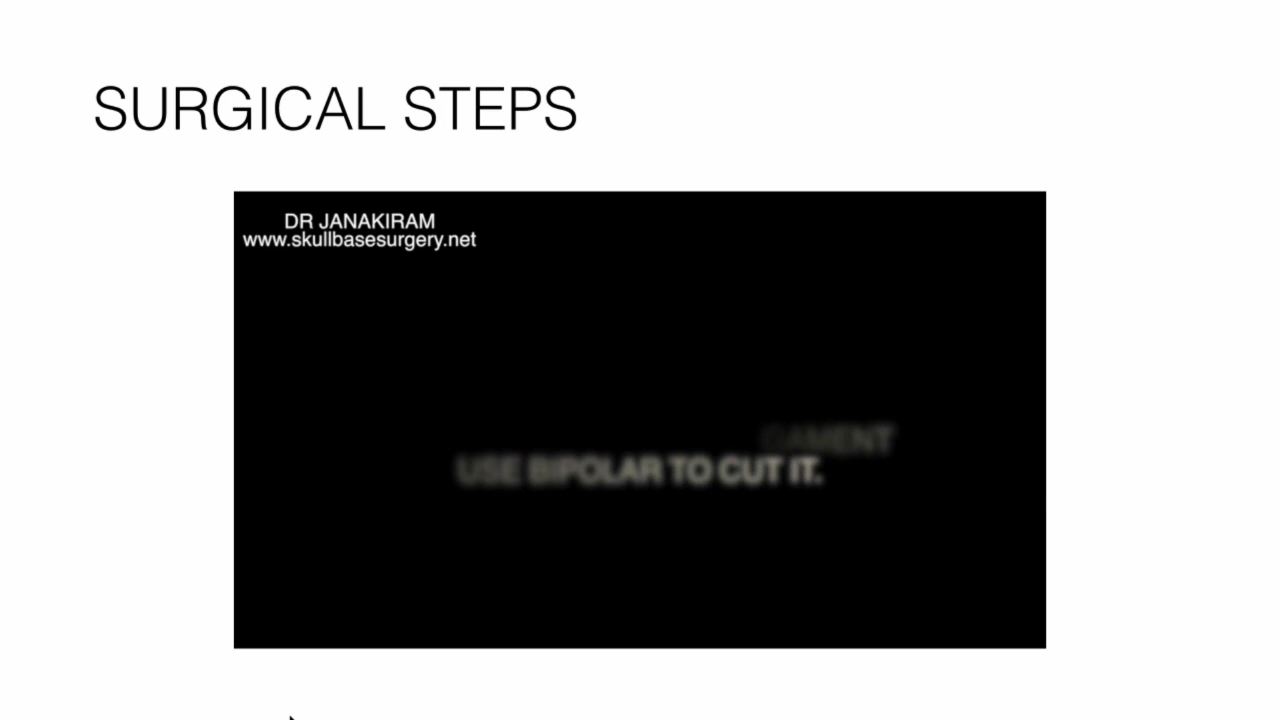 SURGICAL STEPS
DR JANAKIRAM
www.skullbasesurgery.net
USE BIPOLAR TO CUT IT.